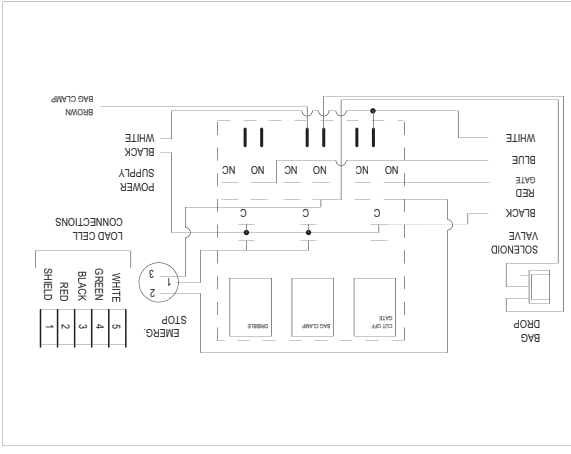 BAG
DROP
SOLENOID
VALVE
BLACK
RED
GATE
BLUE
WHITE
CUT OFF
GATE
BAG CLAMP
DRIBBLE
C
C
C
NO NC NO NC NO NC
EMERG.
STOP
2
1
3
5 WHITE
4 GREEN
3 BLACK
2 RED
1 SHIELD
LOAD CELL
CONNECTIONS
POWER
SUPPLY
BLACK
WHITE
BROWN
BAG CLAMP